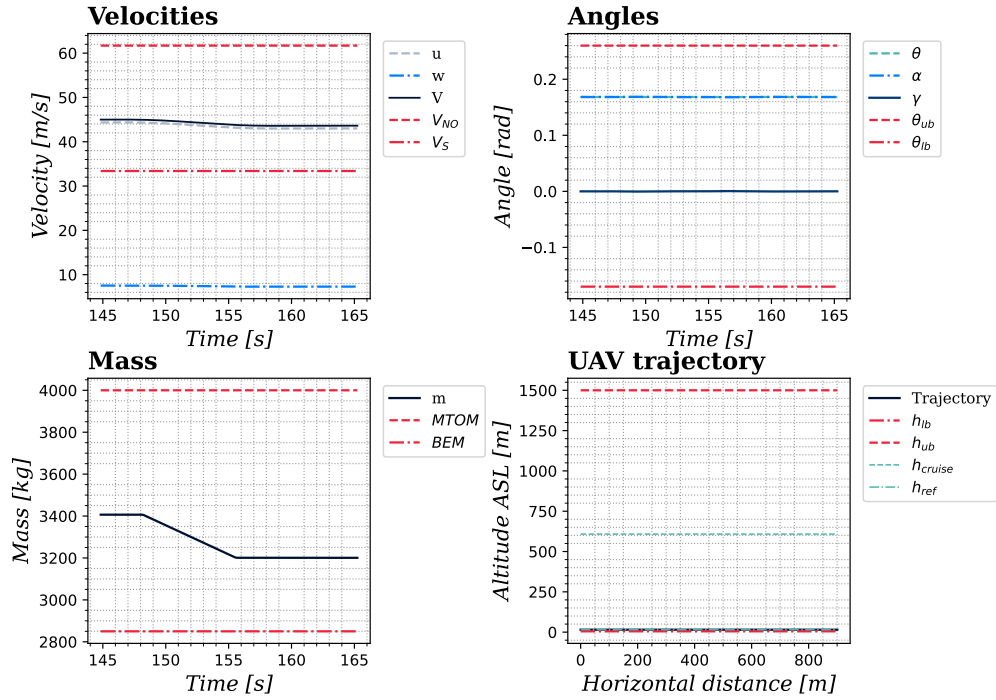 Velocities
Velocity [m/s]
60
50
40
30
20
10
145
150
155
160
165
Time [s]
u
w
V
V_NO
V_S
Angles
Angle [rad]
0.2
0.1
0.0
−0.1
145
150
155
160
165
Time [s]
θ
α
γ
θ_ub
θ_lb
Mass
Mass [kg]
4000
3800
3600
3400
3200
3000
2800
145
150
155
160
165
Time [s]
m
MTOM
BEM
UAV trajectory
Altitude ASL [m]
1500
1250
1000
750
500
250
0
0
200
400
600
800
Horizontal distance [m]
Trajectory
h_lb
h_ub
h_cruise
h_ref